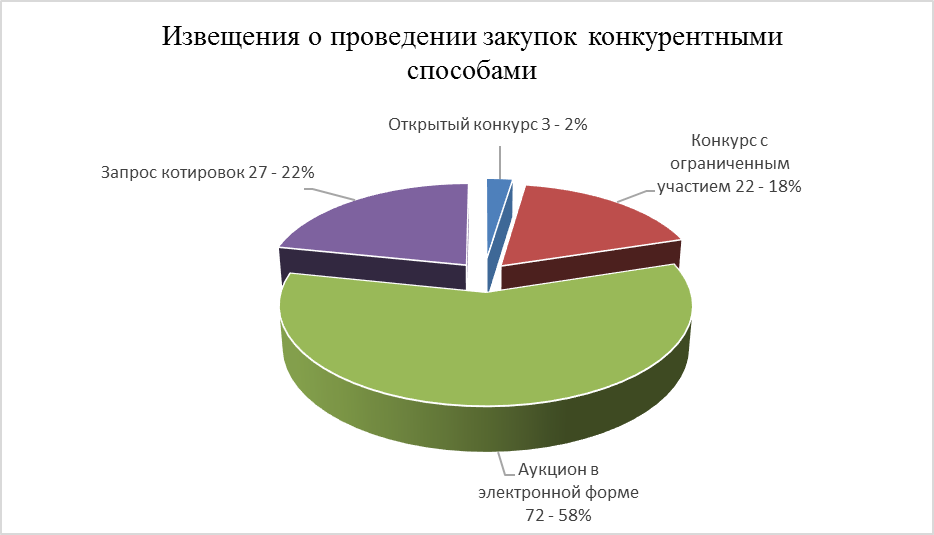 Извещения о проведении закупок конкурентными
способами
Открытый конкурс 3 - 2%
Конкурс с
ограниченным
участием 22 - 18%
Запрос котировок 27 - 22%
Аукцион в
электронной форме
72 - 58%